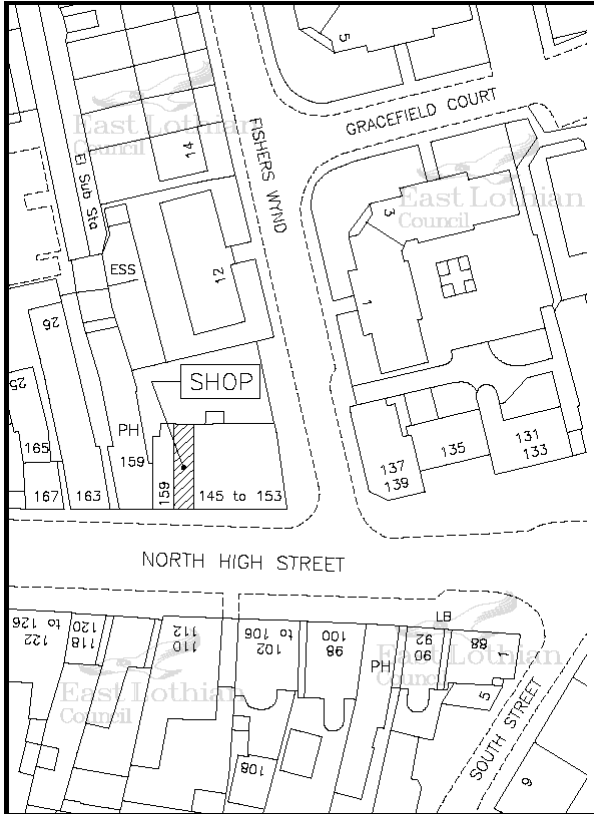 5
GRACEFIELD COURT
East Lothian
Council
14
FISHERS WYND
El Sub Sta
East Lothian
Council
3
ESS
12
1
26
SHOP
25
PH
165
159
159
145 to 153
167
163
137
139
135
131
133
NORTH HIGH STREET
LB
122 to 126
118
120
110
112
102 to 106
98
100
PH
90
92
88
1
East Lothian
Council
East Lothian
Council
5
108
SOUTH STREET
9